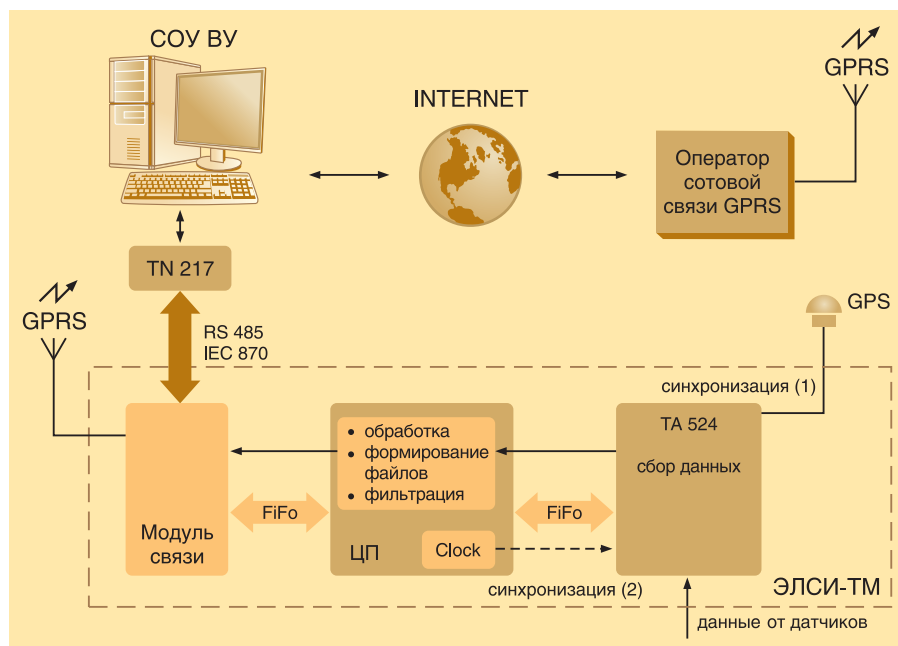 СОУ ВУ
INTERNET
GPRS
Оператор
сотовой
связи GPRS
TN 217
GPRS
RS 485
IEC 870
GPS
синхронизация (1)
• обработка
• формирование
файлов
• фильтрация
TA 524
сбор данных
FiFo
FiFo
Модуль
связи
ЦП
Clock
синхронизация (2)
ЭЛСИ-ТМ
данные от датчиков